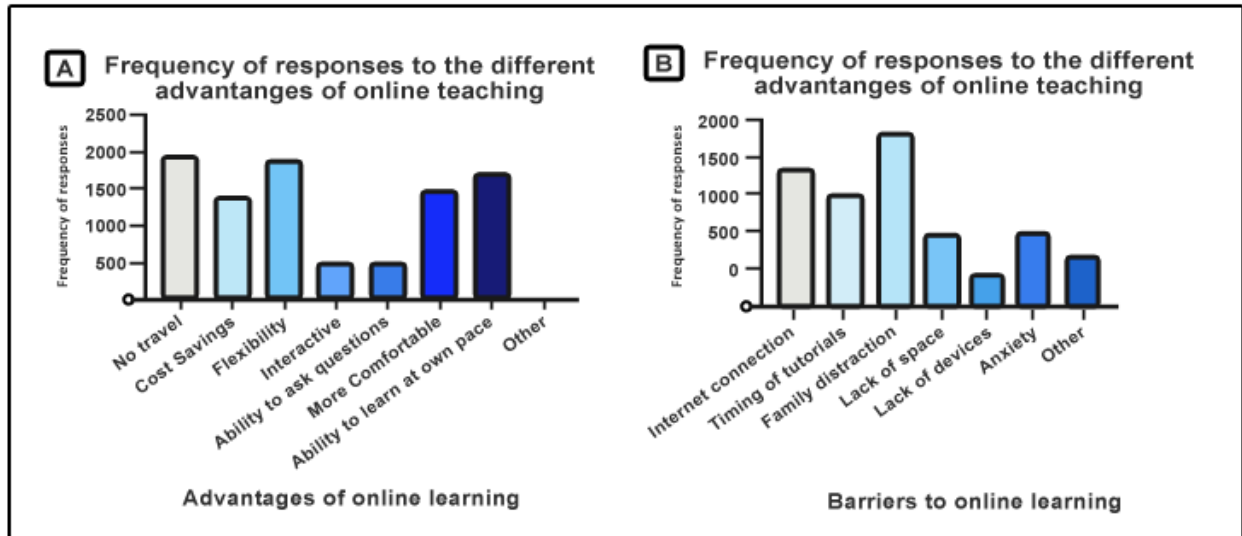 A
Frequency of responses to the different
advantanges of online teaching
Frequency of responses
2500
2000
1500
1000
500
No travel
Cost Savings
Flexibility
Interactive
Ability to ask questions
More Comfortable
Ability to learn at own pace
Other
Advantages of online learning
B
Frequency of responses to the different
advantanges of online teaching
Frequency of responses
2000
1500
1000
500
0
Internet connection
Timing of tutorials
Family distraction
Lack of space
Lack of devices
Anxiety
Other
Barriers to online learning